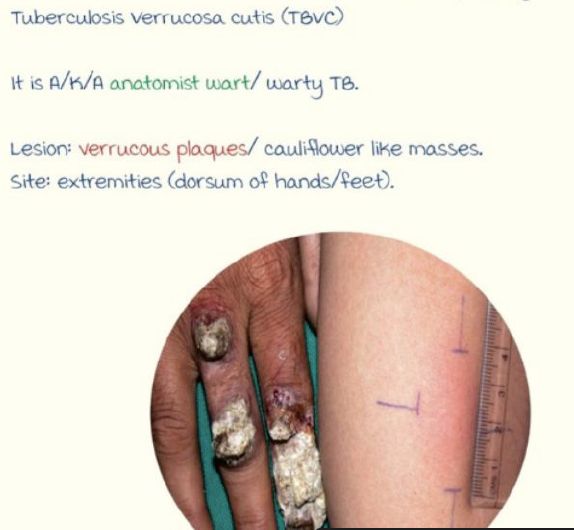 Tuberculosis verrucosa cutis (TBVC)
It is A/K/A anatomist wart/ warty TB.
Lesion: verrucous plaques/ cauliflower like masses.
Site: extremities (dorsum of hands/feet).